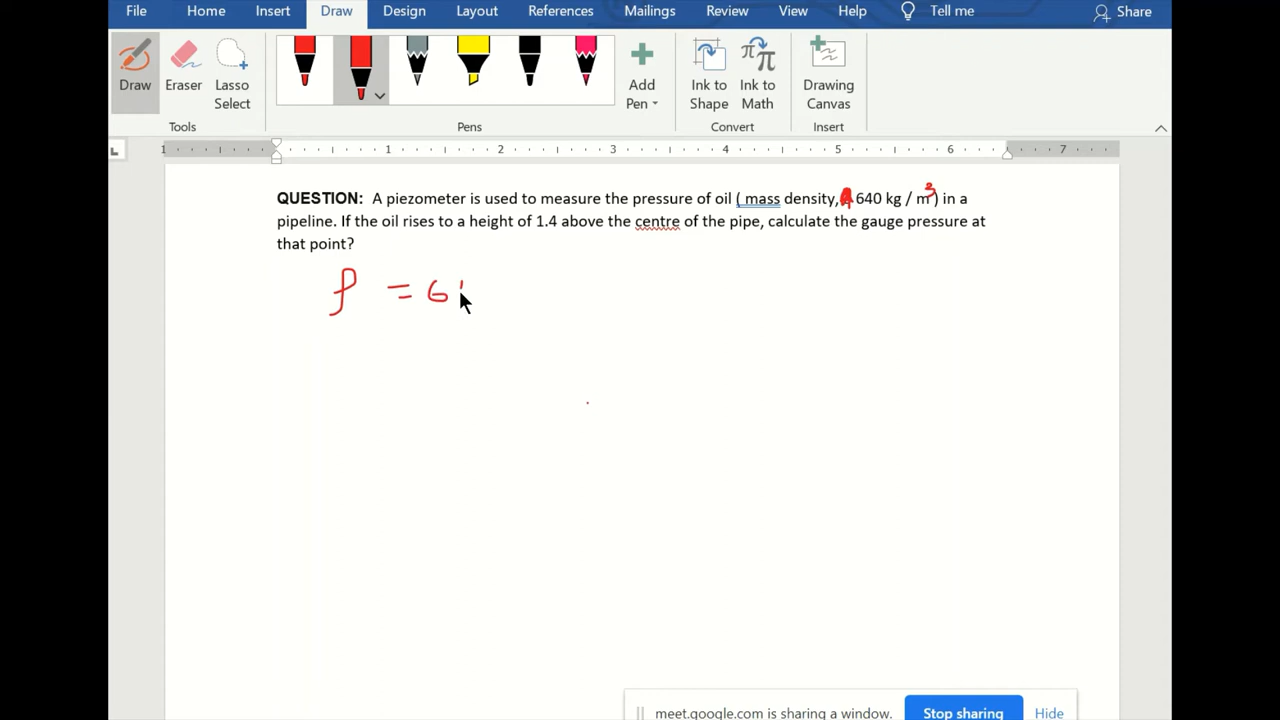 File Home Insert Draw Design Layout References Mailings Review View Help Tell me Share
Draw Eraser Lasso Select Add Pen Ink to Shape Ink to Math Drawing Canvas
Tools Pens Convert Insert
1 1 2 3 4 5 6 7
QUESTION: A piezometer is used to measure the pressure of oil ( mass density, 640 kg / m3) in a
pipeline. If the oil rises to a height of 1.4 above the centre of the pipe, calculate the gauge pressure at
that point?
ρ = 6
meet.google.com is sharing a window. Stop sharing Hide